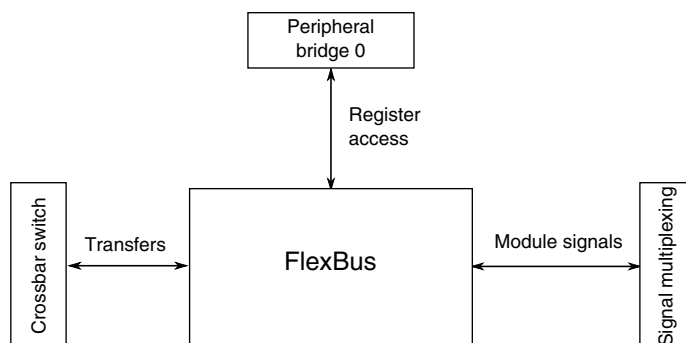 Peripheral
bridge 0
Register
access
Crossbar switch
Transfers
FlexBus
Module signals
Signal multiplexing